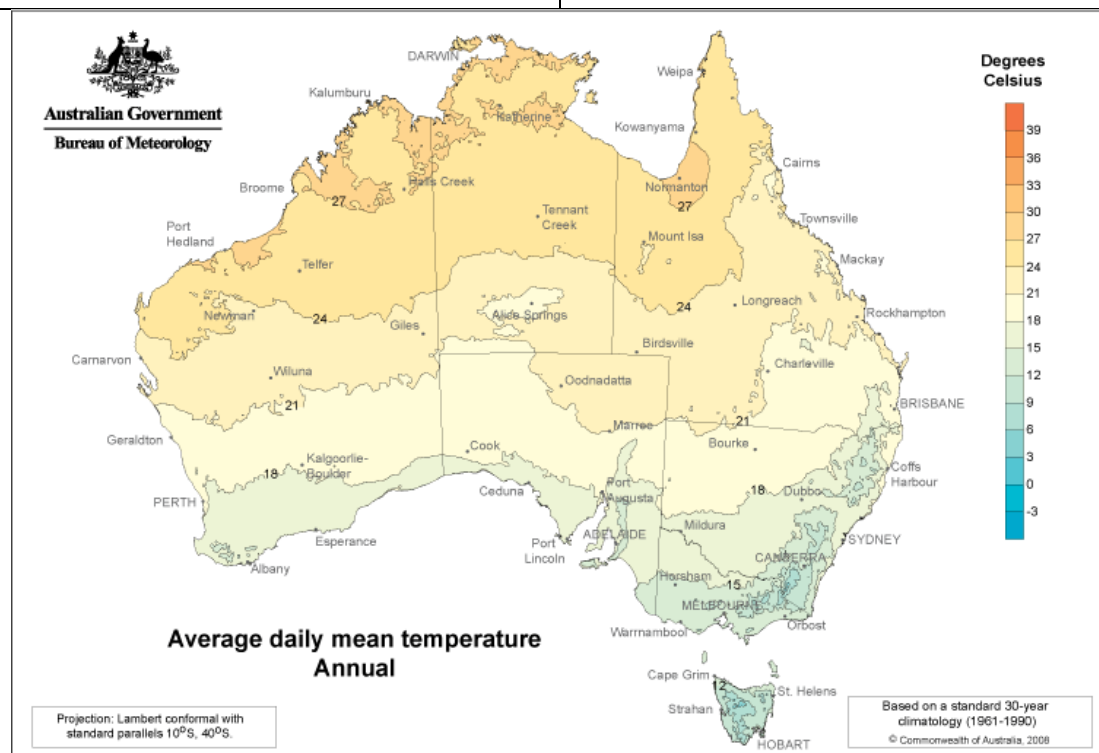 Australian Government
Bureau of Meteorology
DARWIN
Kalumburu
Katherine
Weipa
Kowanyama
Cairns
Broome
27
Halls Creek
Normanton
27
Port
Hedland
Tennant
Creek
Townsville
Mount Isa
Mackay
Telfer
Newman
24
Giles
Alice Springs
24
Longreach
Rockhampton
Carnarvon
Wiluna
Birdsville
Charleville
Oodnadatta
21
21
BRISBANE
Geraldton
Marree
Bourke
Cook
Kalgoorlie-
Boulder
18
18
Coffs
Harbour
PERTH
Ceduna
Port
Augusta
Dubbo
Esperance
Port
Lincoln
ADELAIDE
Mildura
SYDNEY
Albany
CANBERRA
Horsham
15
MELBOURNE
Warrnambool
Orbost
Cape Grim
12
St. Helens
Strahan
HOBART
Degrees
Celsius
39
36
33
30
27
24
21
18
15
12
9
6
3
0
-3
Average daily mean temperature
Annual
Projection: Lambert conformal with
standard parallels 10°S, 40°S.
Based on a standard 30-year
climatology (1961-1990)
© Commonwealth of Australia, 2008